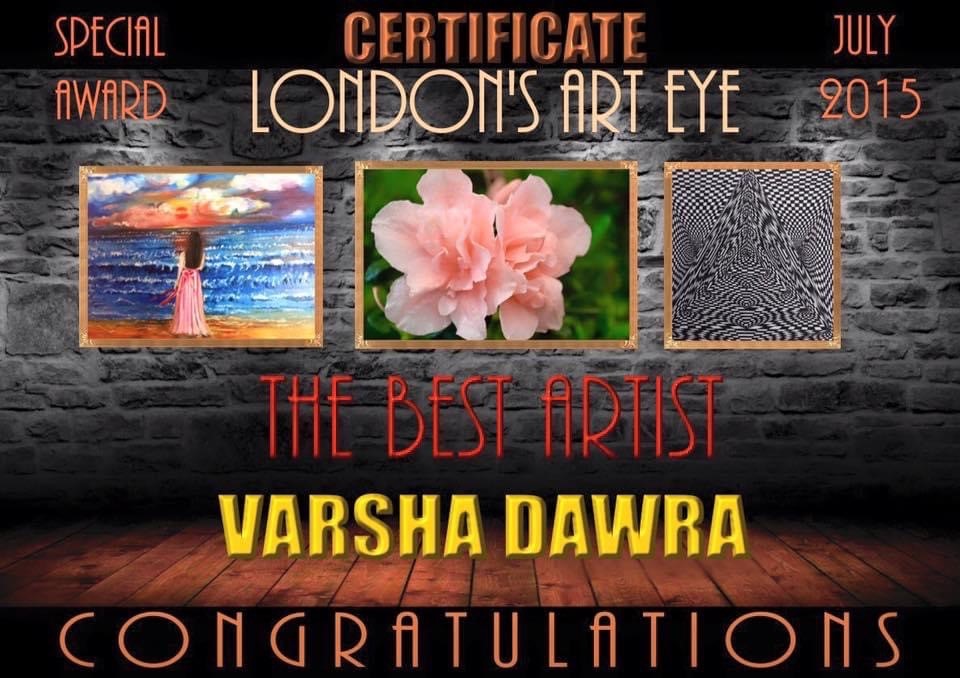 SPECIAL AWARD
CERTIFICATE
LONDON'S ART EYE
JULY 2015
THE BEST ARTIST
VARSHA DAWRA
CONGRATULATIONS